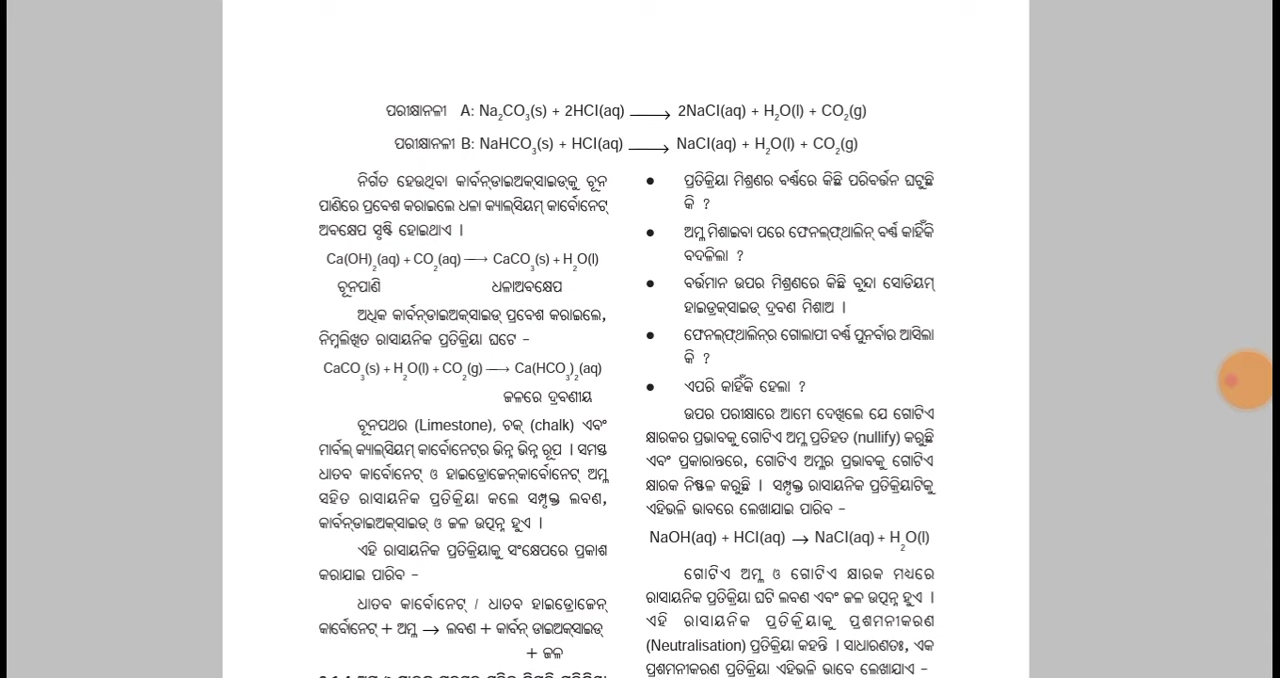 ପରୀକ୍ଷାନଳୀ A: Na₂CO₃(s) + 2HCl(aq) ⟶ 2NaCl(aq) + H₂O(l) + CO₂(g)
ପରୀକ୍ଷାନଳୀ B: NaHCO₃(s) + HCl(aq) ⟶ NaCl(aq) + H₂O(l) + CO₂(g)
ନିର୍ଗତ ହେଉଥିବା କାର୍ବନ୍‌ଡାଇଅକ୍‌ସାଇଡ୍‌କୁ ଚୂନ
ପାଣିରେ ପ୍ରବେଶ କରାଇଲେ ଧଳା କ୍ୟାଲ୍‌ସିୟମ୍ କାର୍ବୋନେଟ୍
ଅବକ୍ଷେପ ସୃଷ୍ଟି ହୋଇଥାଏ ।
Ca(OH)₂(aq) + CO₂(aq) ⟶ CaCO₃(s) + H₂O(l)
ଚୂନପାଣି ଧଳାଅବକ୍ଷେପ
ଅଧିକ କାର୍ବନ୍‌ଡାଇଅକ୍‌ସାଇଡ୍ ପ୍ରବେଶ କରାଇଲେ,
ନିମ୍ନଲିଖିତ ରାସାୟନିକ ପ୍ରତିକ୍ରିୟା ଘଟେ –
CaCO₃(s) + H₂O(l) + CO₂(g) ⟶ Ca(HCO₃)₂(aq)
ଜଳରେ ଦ୍ରବଣୀୟ
ଚୂନପଥର (Limestone), ଚକ୍ (chalk) ଏବଂ
ମାର୍ବଲ୍ କ୍ୟାଲ୍‌ସିୟମ୍ କାର୍ବୋନେଟ୍‌ର ଭିନ୍ନ ଭିନ୍ନ ରୂପ । ସମସ୍ତ
ଧାତବ କାର୍ବୋନେଟ୍ ଓ ହାଇଡ୍ରୋଜେନ୍‌କାର୍ବୋନେଟ୍ ଅମ୍ଳ
ସହିତ ରାସାୟନିକ ପ୍ରତିକ୍ରିୟା କଲେ ସମ୍ପୃକ୍ତ ଲବଣ,
କାର୍ବନ୍‌ଡାଇଅକ୍‌ସାଇଡ୍ ଓ ଜଳ ଉତ୍ପନ୍ନ ହୁଏ ।
ଏହି ରାସାୟନିକ ପ୍ରତିକ୍ରିୟାକୁ ସଂକ୍ଷେପରେ ପ୍ରକାଶ
କରାଯାଇ ପାରିବ –
ଧାତବ କାର୍ବୋନେଟ୍ / ଧାତବ ହାଇଡ୍ରୋଜେନ୍
କାର୍ବୋନେଟ୍ + ଅମ୍ଳ → ଲବଣ + କାର୍ବନ୍ ଡାଇଅକ୍‌ସାଇଡ୍
+ ଜଳ
● ପ୍ରତିକ୍ରିୟା ମିଶ୍ରଣର ବର୍ଣ୍ଣରେ କିଛି ପରିବର୍ତ୍ତନ ଘଟୁଛି
କି ?
● ଅମ୍ଳ ମିଶାଇବା ପରେ ଫେନଲ୍‌ଫ୍‌ଥାଲିନ୍ ବର୍ଣ୍ଣ କାହିଁକି
ବଦଳିଲା ?
● ବର୍ତ୍ତମାନ ଉପର ମିଶ୍ରଣରେ କିଛି ବୁନ୍ଦା ସୋଡିୟମ୍
ହାଇଡ୍ରକ୍‌ସାଇଡ୍ ଦ୍ରବଣ ମିଶାଅ ।
● ଫେନଲ୍‌ଫ୍‌ଥାଲିନ୍‌ର ଗୋଲାପୀ ବର୍ଣ୍ଣ ପୁନର୍ବାର ଆସିଲା
କି ?
● ଏପରି କାହିଁକି ହେଲା ?
ଉପର ପରୀକ୍ଷାରେ ଆମେ ଦେଖିଲେ ଯେ ଗୋଟିଏ
କ୍ଷାରକର ପ୍ରଭାବକୁ ଗୋଟିଏ ଅମ୍ଳ ପ୍ରତିହତ (nullify) କରୁଛି
ଏବଂ ପ୍ରକାରାନ୍ତରେ, ଗୋଟିଏ ଅମ୍ଳର ପ୍ରଭାବକୁ ଗୋଟିଏ
କ୍ଷାରକ ନିଷ୍ଫଳ କରୁଛି । ସମ୍ପୃକ୍ତ ରାସାୟନିକ ପ୍ରତିକ୍ରିୟାଟିକୁ
ଏହିଭଳି ଭାବରେ ଲେଖାଯାଇ ପାରିବ –
NaOH(aq) + HCl(aq) → NaCl(aq) + H₂O(l)
ଗୋଟିଏ ଅମ୍ଳ ଓ ଗୋଟିଏ କ୍ଷାରକ ମଧ୍ୟରେ
ରାସାୟନିକ ପ୍ରତିକ୍ରିୟା ଘଟି ଲବଣ ଏବଂ ଜଳ ଉତ୍ପନ୍ନ ହୁଏ ।
ଏହି ରାସାୟନିକ ପ୍ରତିକ୍ରିୟାକୁ ପ୍ରଶମନୀକରଣ
(Neutralisation) ପ୍ରତିକ୍ରିୟା କହନ୍ତି । ସାଧାରଣତଃ, ଏକ
ପ୍ରଶମନୀକରଣ ପ୍ରତିକ୍ରିୟା ଏହିଭଳି ଭାବେ ଲେଖାଯାଏ –